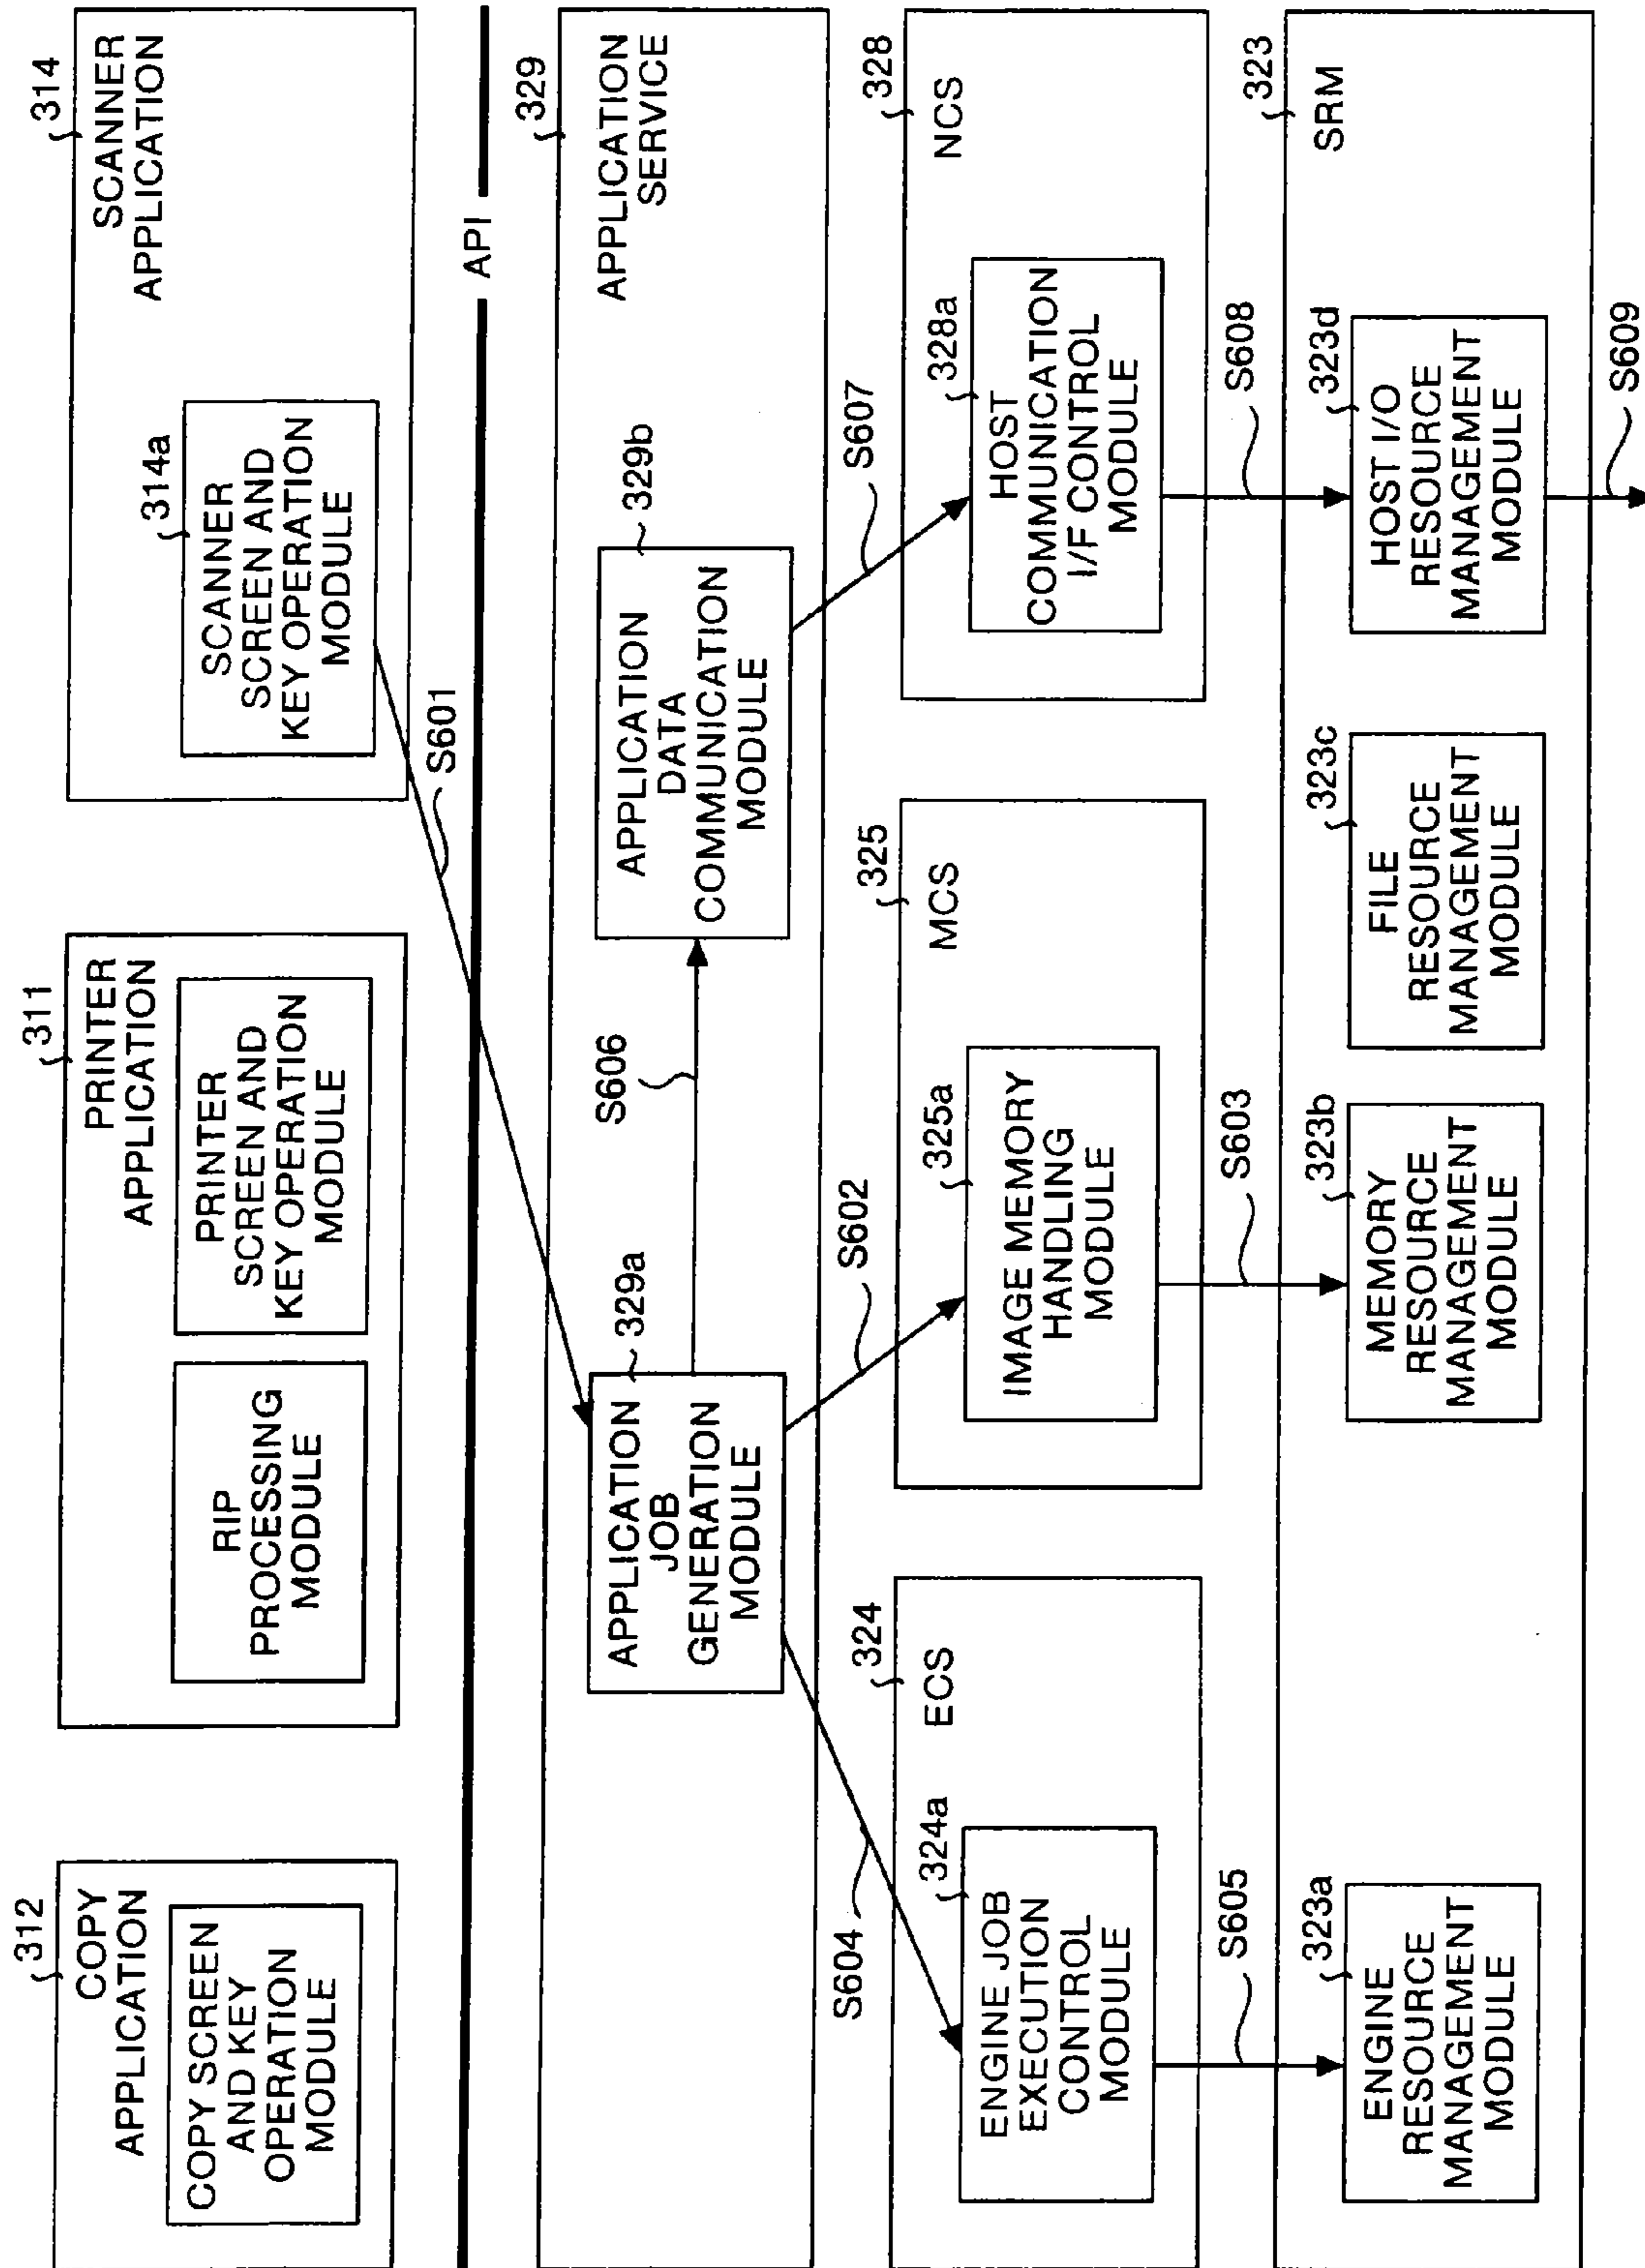 312
COPY
APPLICATION
COPY SCREEN
AND KEY
OPERATION
MODULE
311
PRINTER
APPLICATION
RIP
PROCESSING
MODULE
PRINTER
SCREEN AND
KEY OPERATION
MODULE
314
SCANNER
APPLICATION
314a
SCANNER
SCREEN AND
KEY OPERATION
MODULE
S601
API
329
APPLICATION
SERVICE
329a
APPLICATION
JOB
GENERATION
MODULE
S606
329b
APPLICATION
DATA
COMMUNICATION
MODULE
S604
S602
S607
324
ECS
324a
ENGINE JOB
EXECUTION
CONTROL
MODULE
325
MCS
325a
IMAGE MEMORY
HANDLING
MODULE
328
NCS
328a
HOST
COMMUNICATION
I/F CONTROL
MODULE
S605
S603
S608
323
SRM
323a
ENGINE
RESOURCE
MANAGEMENT
MODULE
323b
MEMORY
RESOURCE
MANAGEMENT
MODULE
323c
FILE
RESOURCE
MANAGEMENT
MODULE
323d
HOST I/O
RESOURCE
MANAGEMENT
MODULE
S609